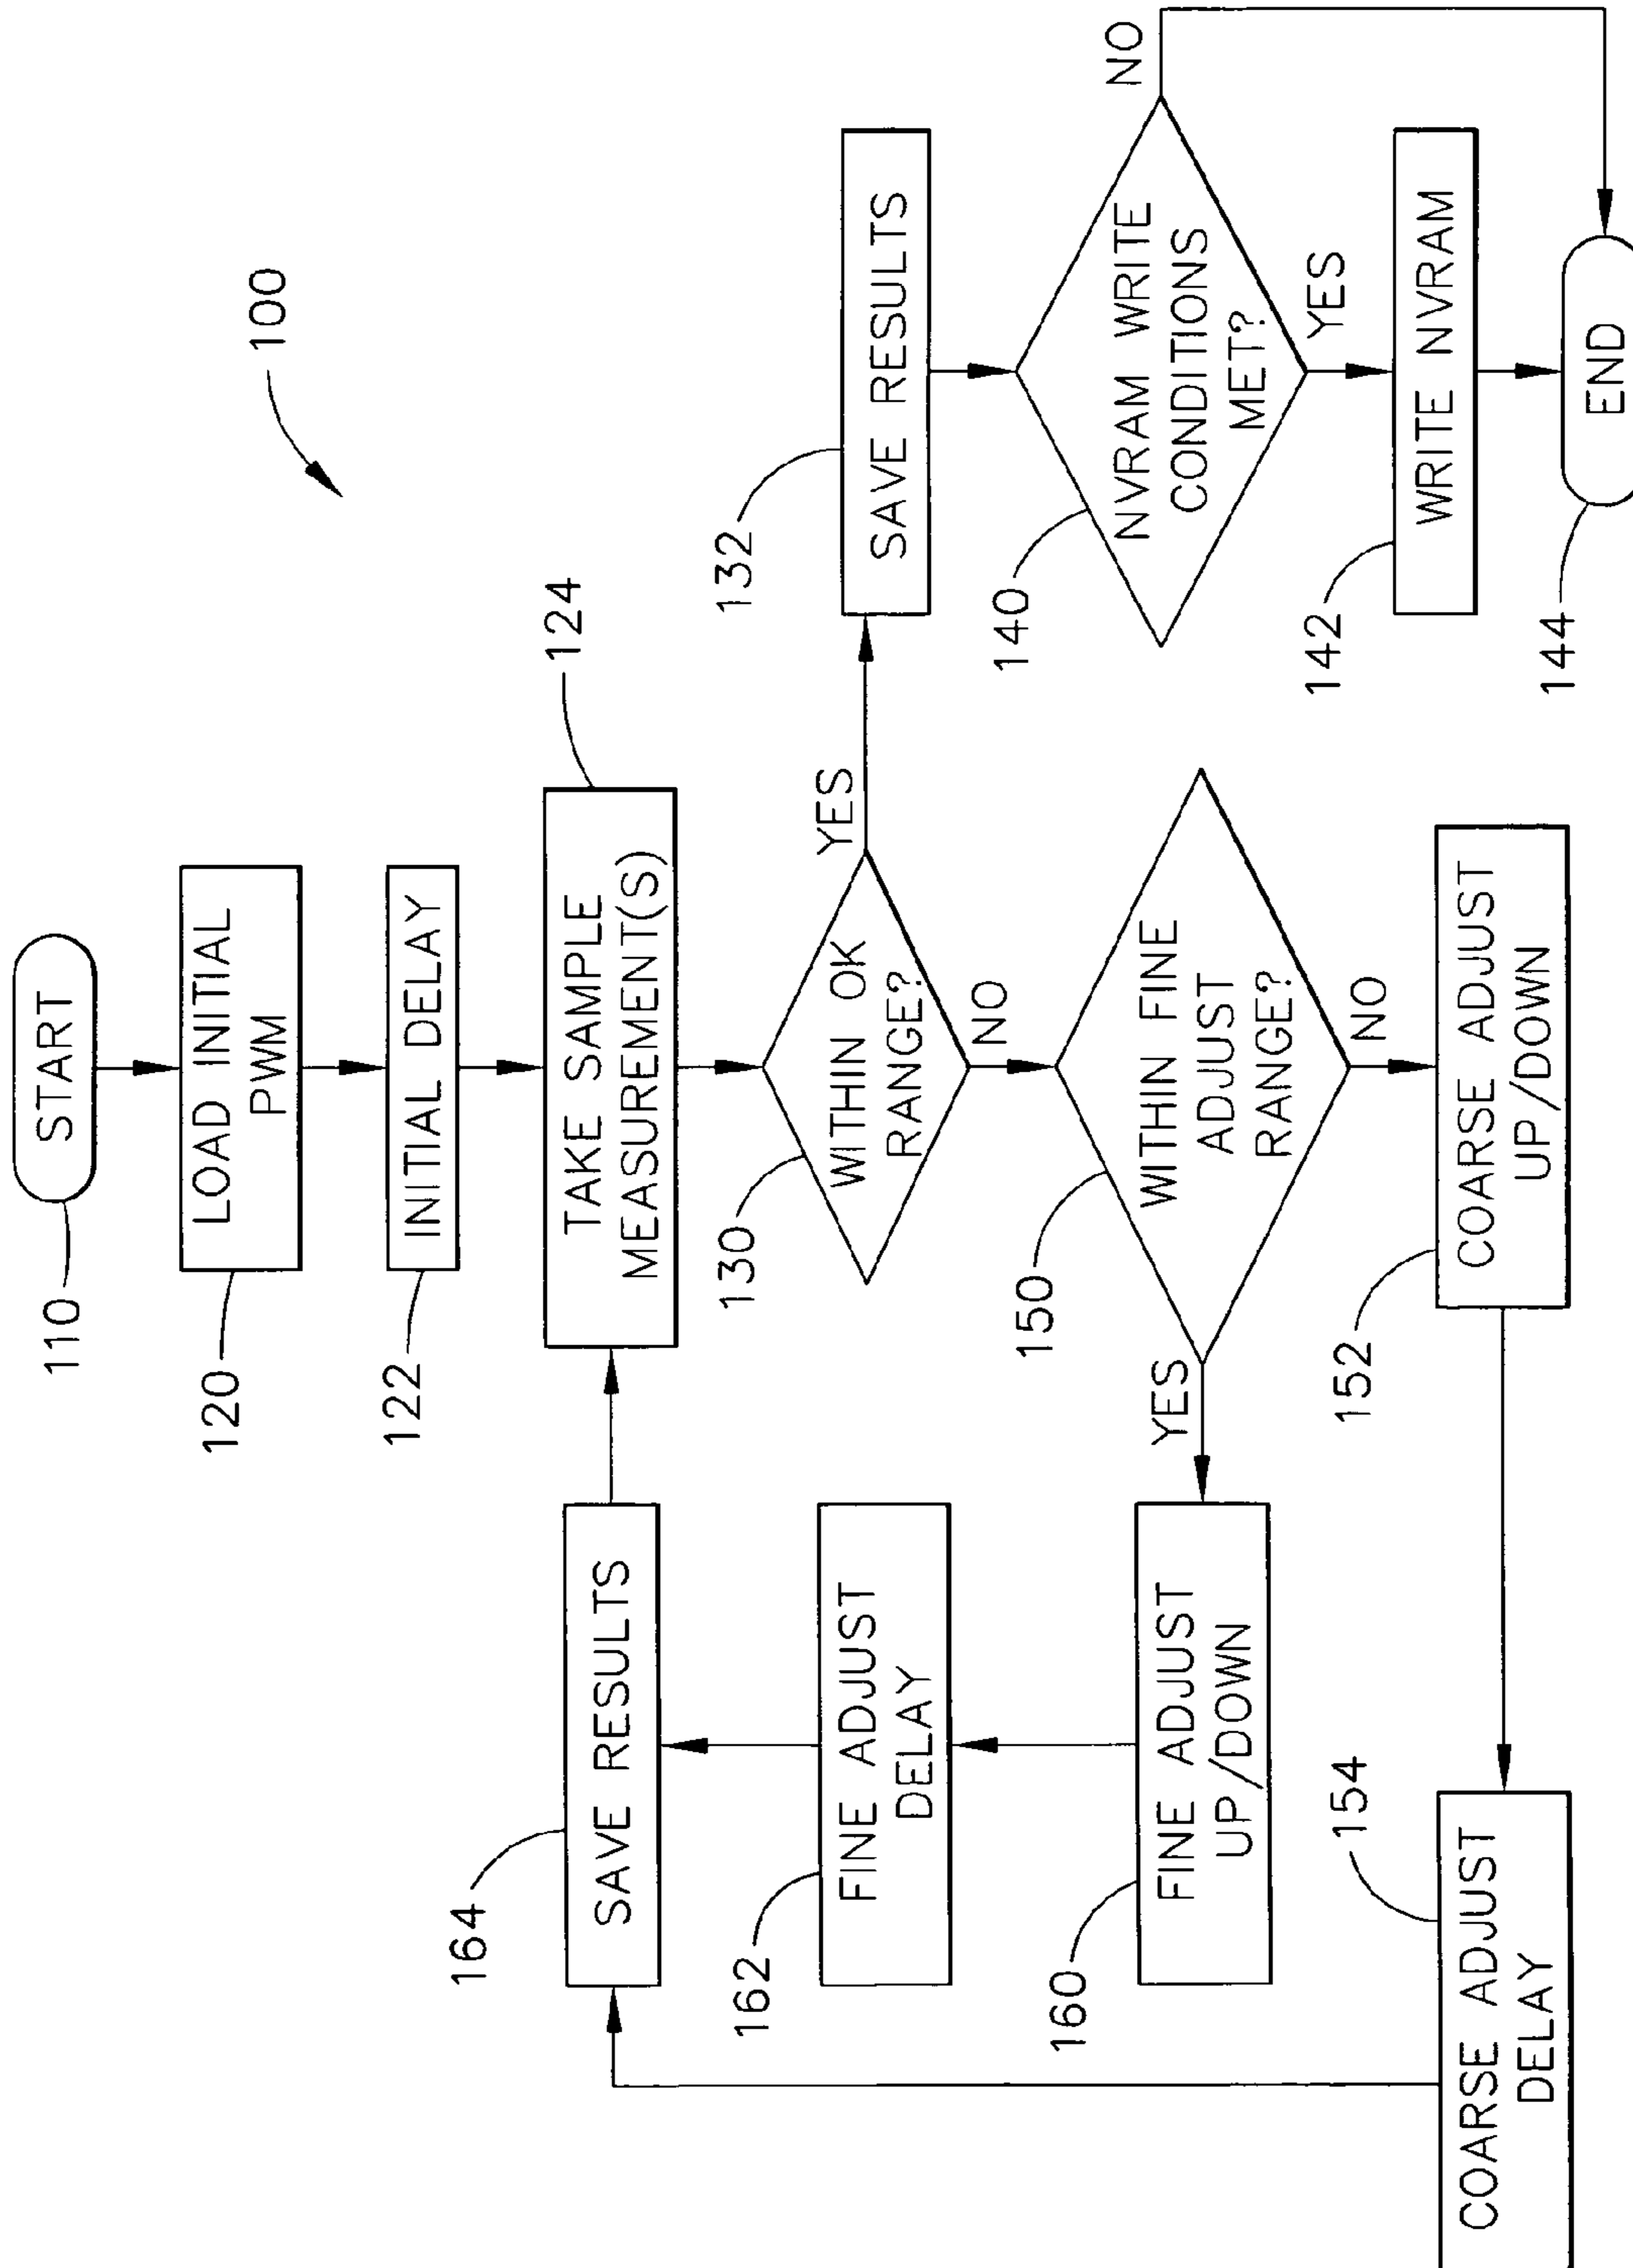 100
110
START
120
LOAD INITIAL
PWM
122
INITIAL DELAY
124
TAKE SAMPLE
MEASUREMENT(S)
130
WITHIN OK
RANGE?
YES
NO
132
SAVE RESULTS
140
NVRAM WRITE
CONDITIONS
MET?
NO
YES
142
WRITE NVRAM
144
END
150
WITHIN FINE
ADJUST
RANGE?
YES
NO
152
COARSE ADJUST
UP/DOWN
154
COARSE ADJUST
DELAY
160
FINE ADJUST
UP/DOWN
162
FINE ADJUST
DELAY
164
SAVE RESULTS